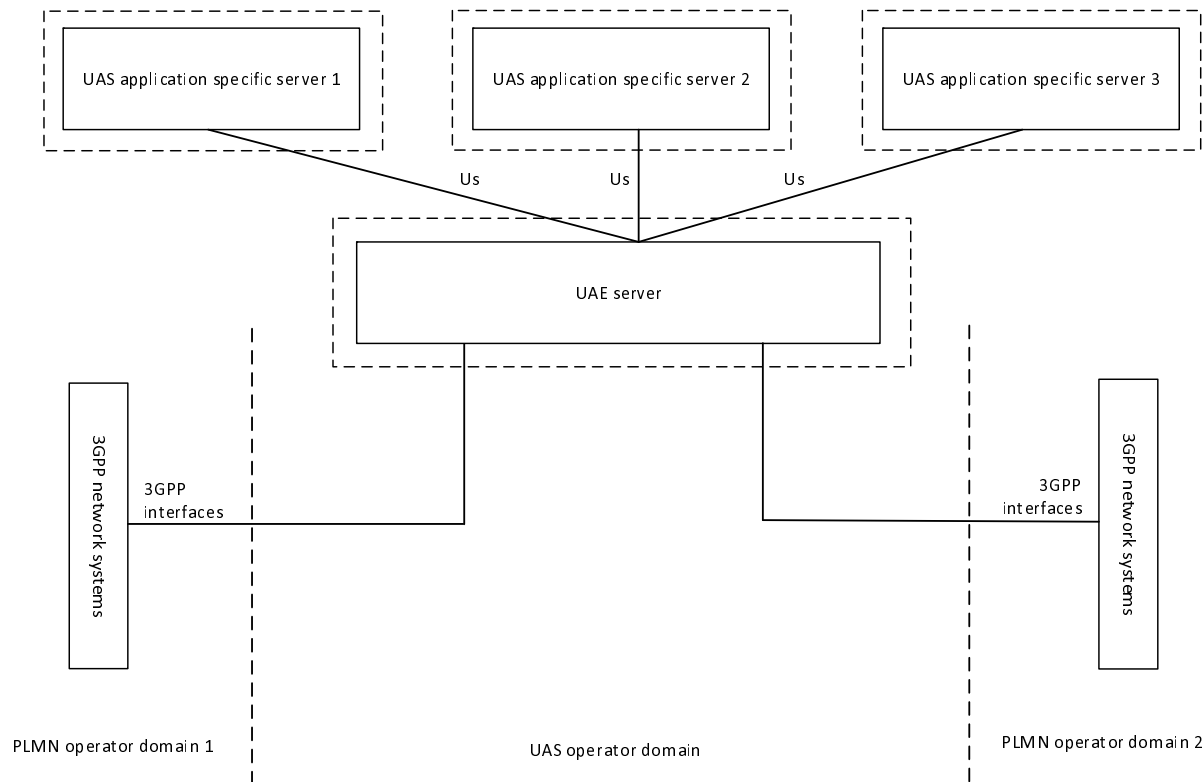 UAS application specific server 1
UAS application specific server 2
UAS application specific server 3
Us
Us
Us
UAE server
3GPP network systems
3GPP
interfaces
3GPP
interfaces
3GPP network systems
PLMN operator domain 1
UAS operator domain
PLMN operator domain 2